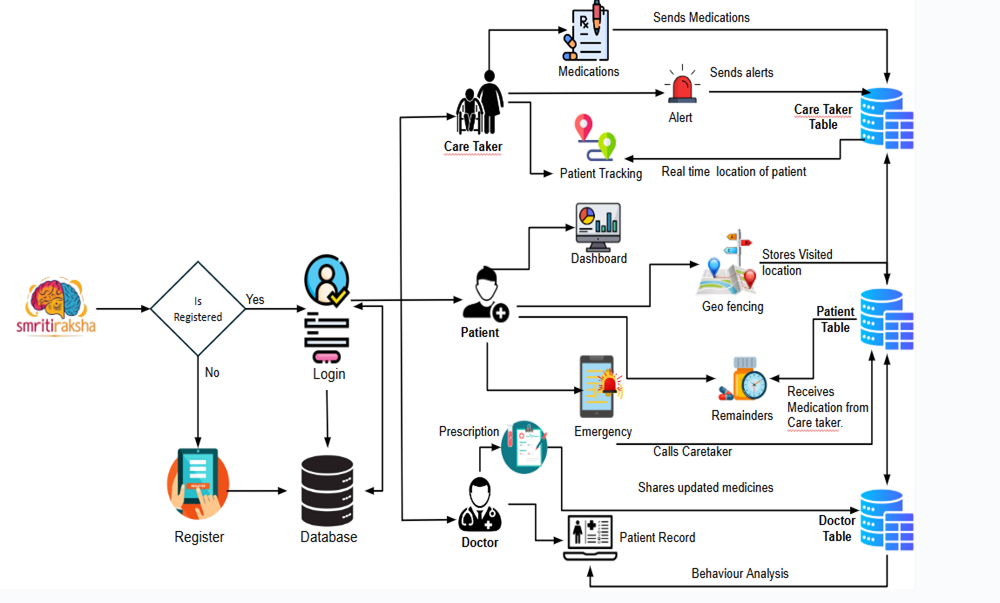 Sends Medications
Medications
Sends alerts
Alert
Care Taker
Table
Care Taker
Patient Tracking
Real time location of patient
Dashboard
Stores Visited
location
Geo fencing
smritiraksha
Is
Registered
Yes
No
Login
Patient
Patient
Table
Receives
Medication from
Care taker.
Remainders
Emergency
Calls Caretaker
Prescription
Shares updated medicines
Register
Database
Doctor
Patient Record
Doctor
Table
Behaviour Analysis